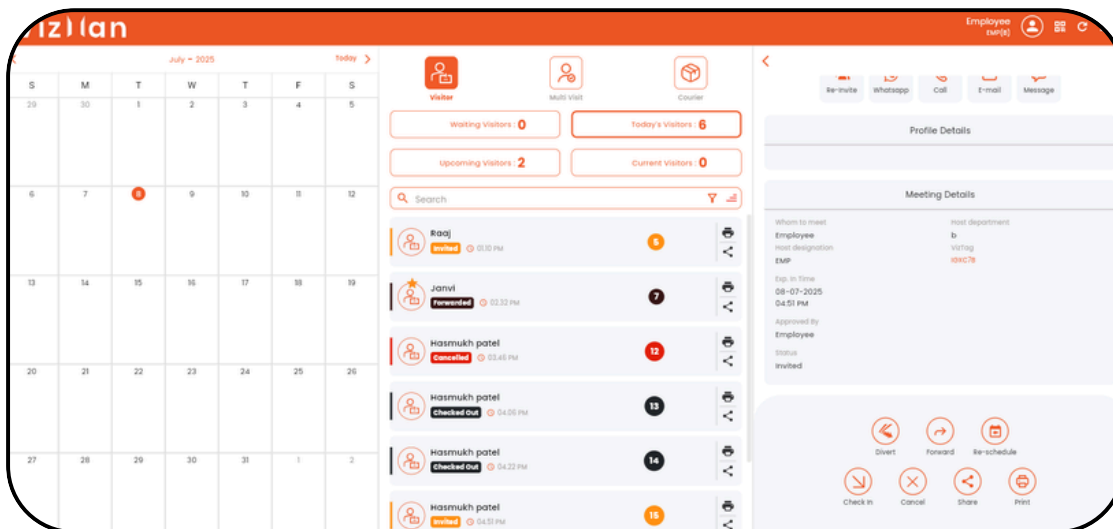 Employee
EMP(B)
July - 2025
Today
S M T W T F S
29 30 1 2 3 4 5
6 7 8 9 10 11 12
13 14 15 16 17 18 19
20 21 22 23 24 25 26
27 28 29 30 31 1 2
Visitor
Multi Visit
Courier
Waiting Visitors : 0
Today's Visitors : 6
Upcoming Visitors : 2
Current Visitors : 0
Search
Raaj
Invited 01:10 PM
5
Janvi
Forwarded 02:32 PM
7
Hasmukh patel
Cancelled 03:46 PM
12
Hasmukh patel
Checked Out 04:06 PM
13
Hasmukh patel
Checked Out 04:22 PM
14
Hasmukh patel
Invited 04:51 PM
15
Re-Invite Whatsapp Call E-mail Message
Profile Details
Meeting Details
Whom to meet
Employee
Host department
b
Host designation
EMP
VizTag
Exp. In Time
08-07-2025
04:51 PM
Approved By
Employee
Status
Invited
Divert Forward Re-schedule
Check In Cancel Share Print